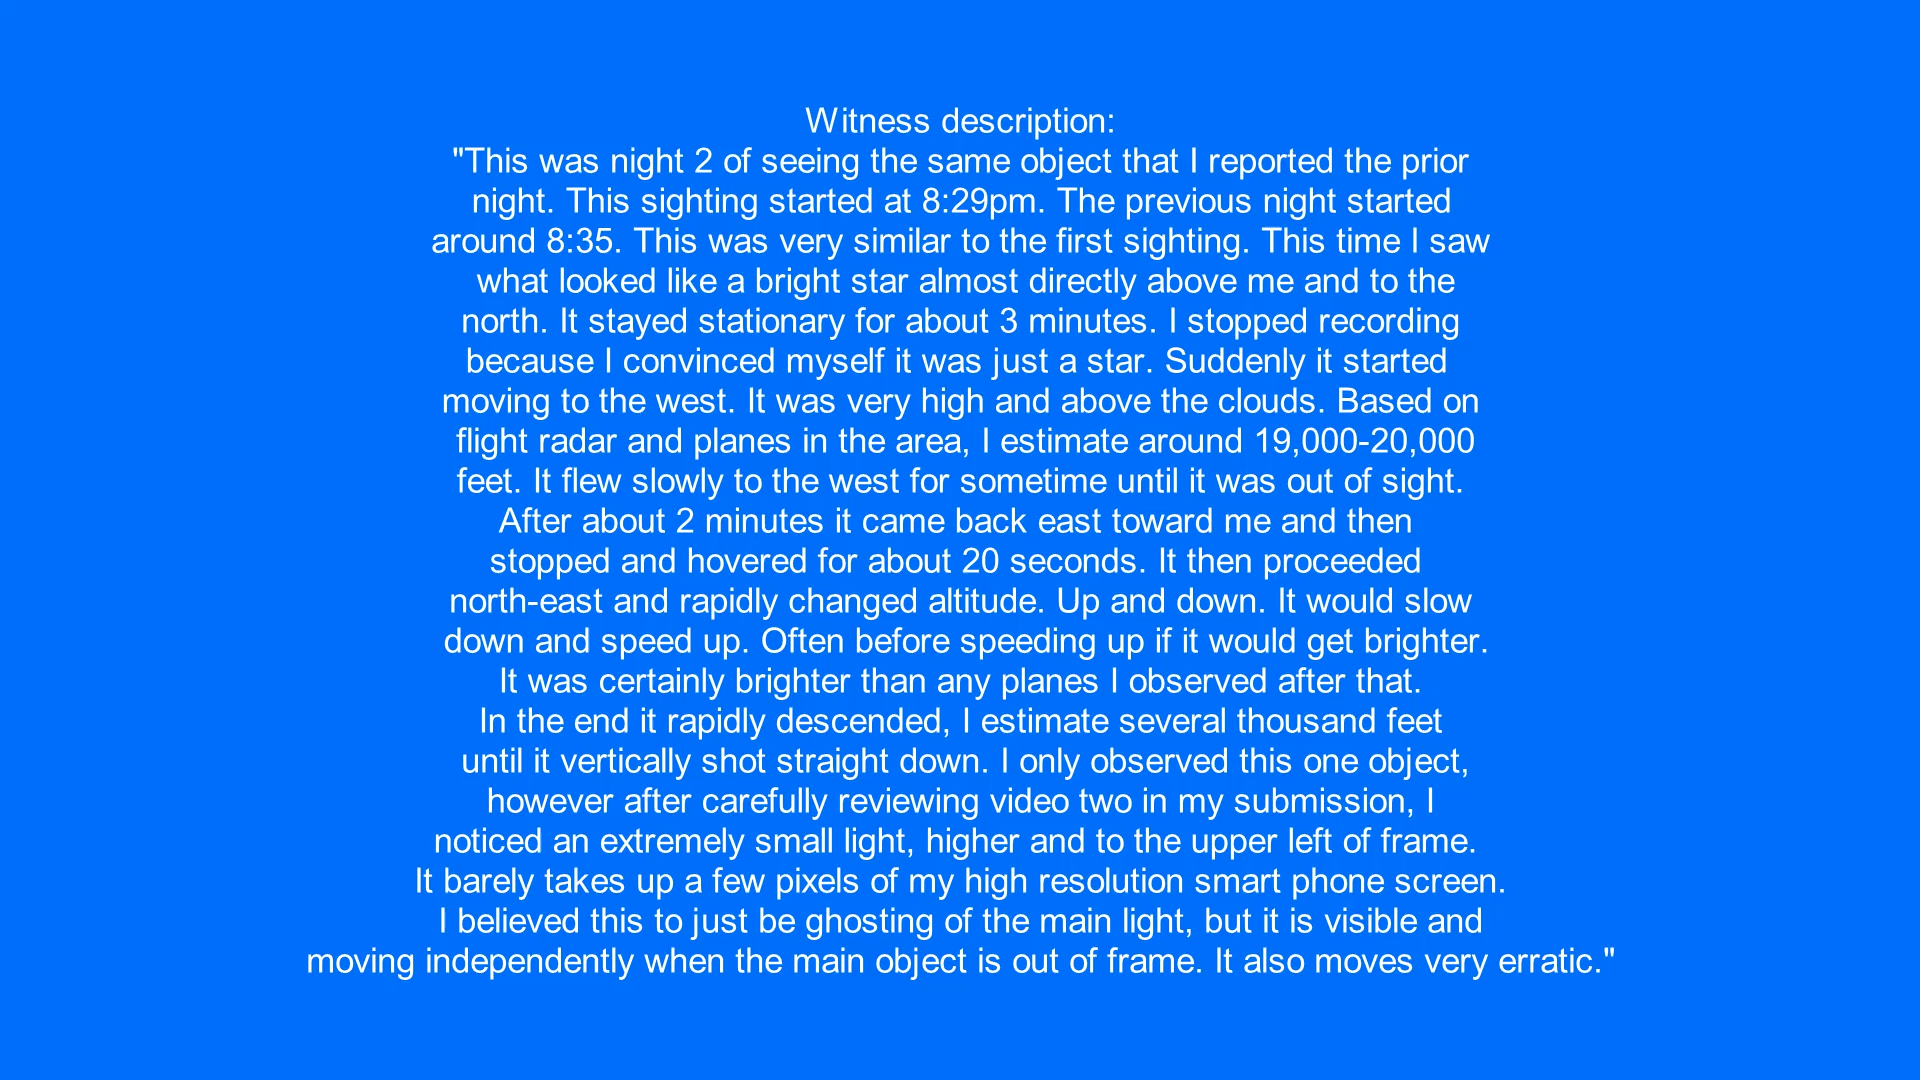 Witness description:
"This was night 2 of seeing the same object that I reported the prior
night. This sighting started at 8:29pm. The previous night started
around 8:35. This was very similar to the first sighting. This time I saw
what looked like a bright star almost directly above me and to the
north. It stayed stationary for about 3 minutes. I stopped recording
because I convinced myself it was just a star. Suddenly it started
moving to the west. It was very high and above the clouds. Based on
flight radar and planes in the area, I estimate around 19,000-20,000
feet. It flew slowly to the west for sometime until it was out of sight.
After about 2 minutes it came back east toward me and then
stopped and hovered for about 20 seconds. It then proceeded
north-east and rapidly changed altitude. Up and down. It would slow
down and speed up. Often before speeding up if it would get brighter.
It was certainly brighter than any planes I observed after that.
In the end it rapidly descended, I estimate several thousand feet
until it vertically shot straight down. I only observed this one object,
however after carefully reviewing video two in my submission, I
noticed an extremely small light, higher and to the upper left of frame.
It barely takes up a few pixels of my high resolution smart phone screen.
I believed this to just be ghosting of the main light, but it is visible and
moving independently when the main object is out of frame. It also moves very erratic."